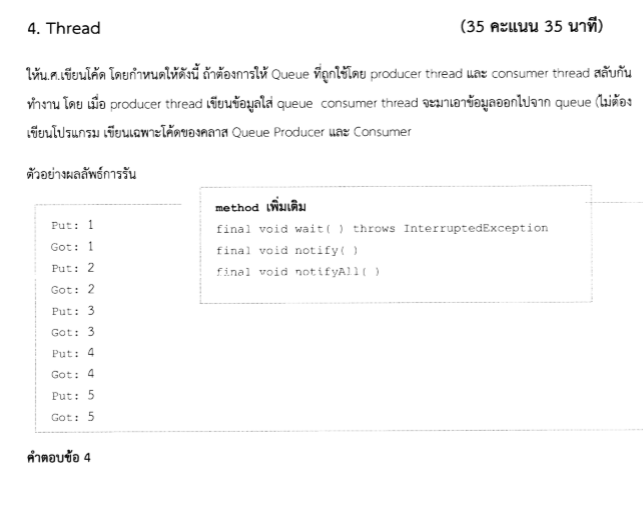 4. Thread (35 คะแนน 35 นาที)
ให้น.ศ.เขียนโค้ด โดยกำหนดให้ดังนี้ ถ้าต้องการให้ Queue ที่ถูกใช้โดย producer thread และ consumer thread สลับกัน
ทำงาน โดย เมื่อ producer thread เขียนข้อมูลใส่ queue consumer thread จะมาเอาข้อมูลออกไปจาก queue (ไม่ต้อง
เขียนโปรแกรม เขียนเฉพาะโค้ดของคลาส Queue Producer และ Consumer
ตัวอย่างผลลัพธ์การรัน
method เพิ่มเติม
final void wait( ) throws InterruptedException
final void notify( )
final void notifyAll( )
Put: 1
Got: 1
Put: 2
Got: 2
Put: 3
Got: 3
Put: 4
Got: 4
Put: 5
Got: 5
คำตอบข้อ 4